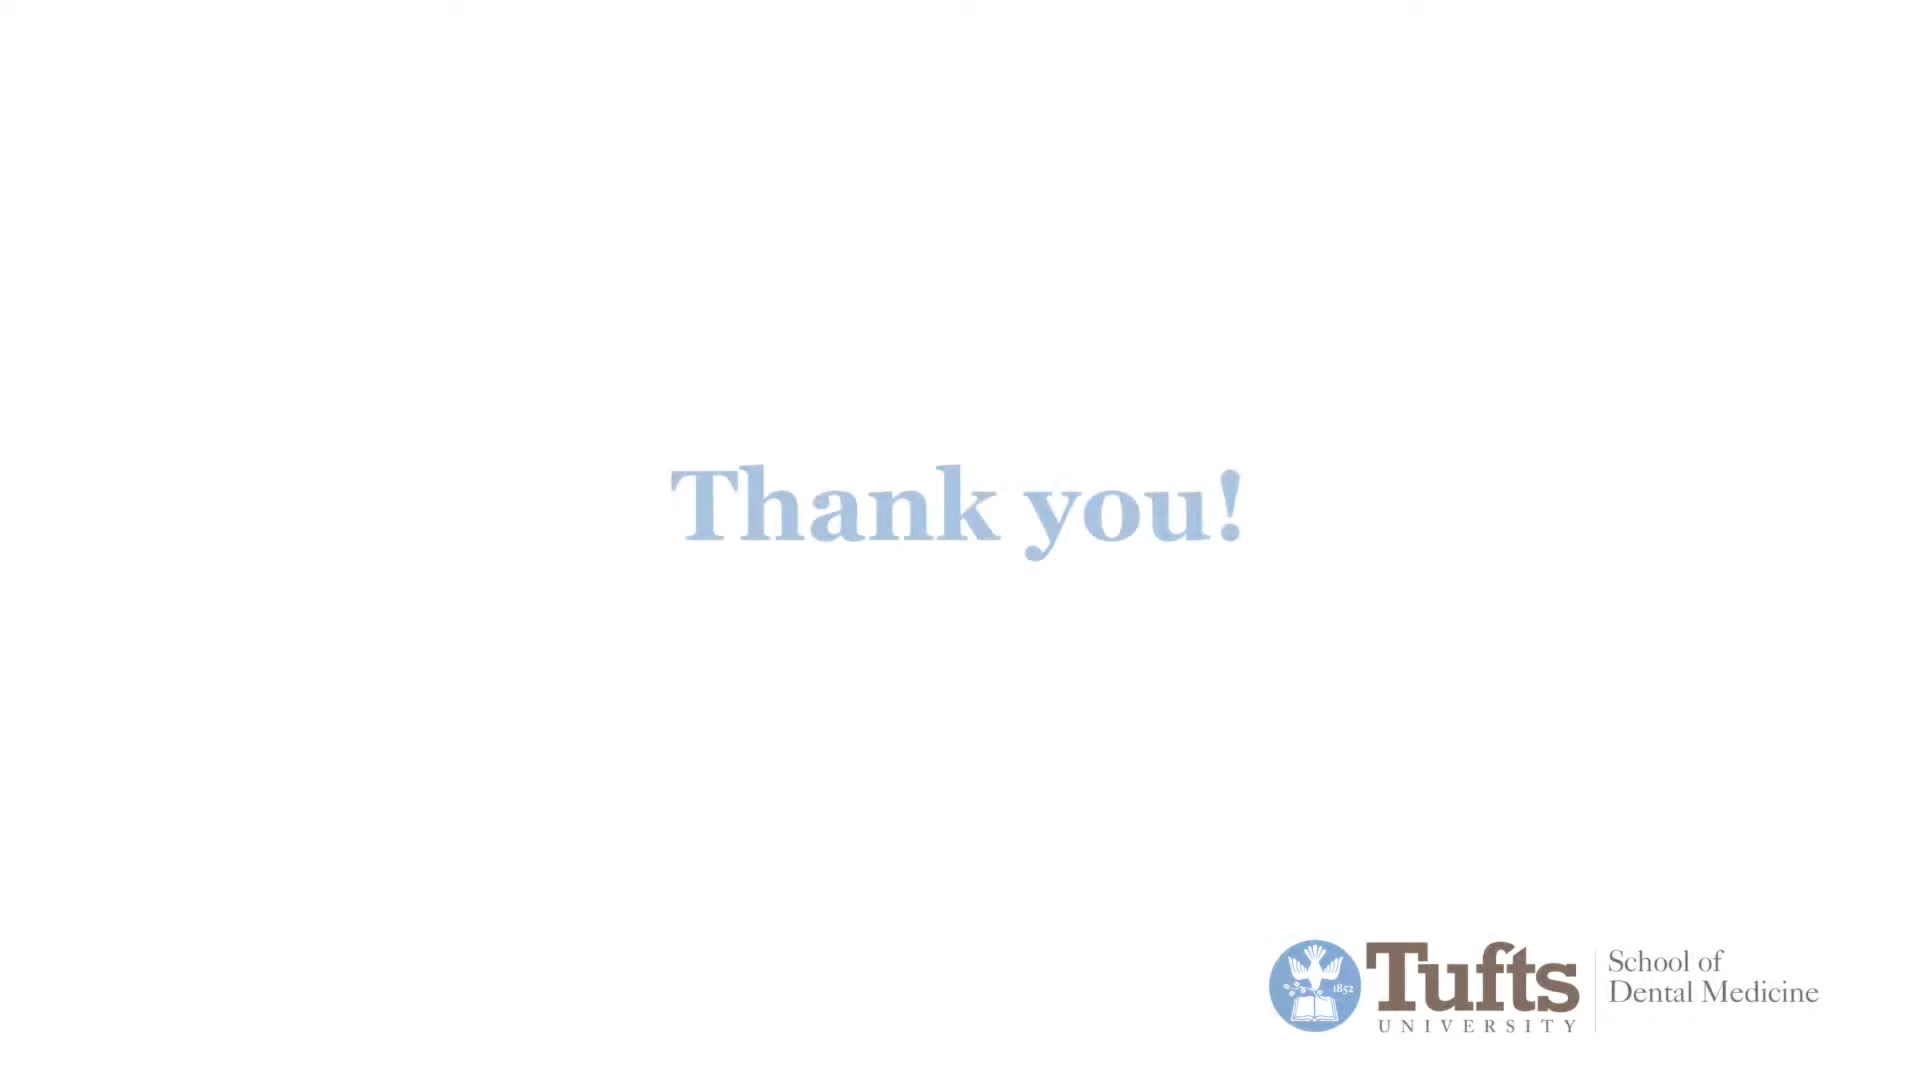 Thank you!
1852
Tufts
UNIVERSITY
School of
Dental Medicine